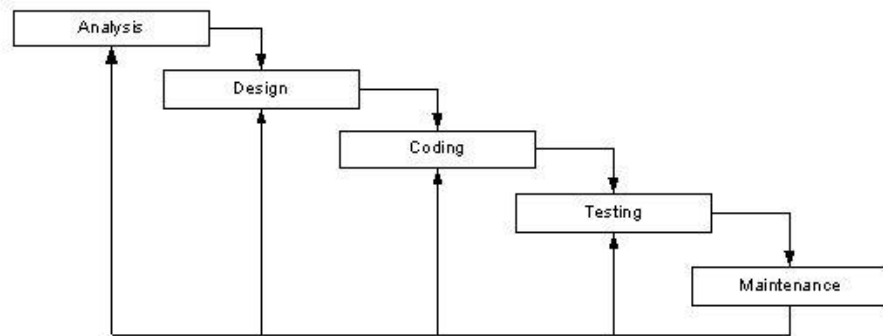 Analysis
Design
Coding
Testing
Maintenance